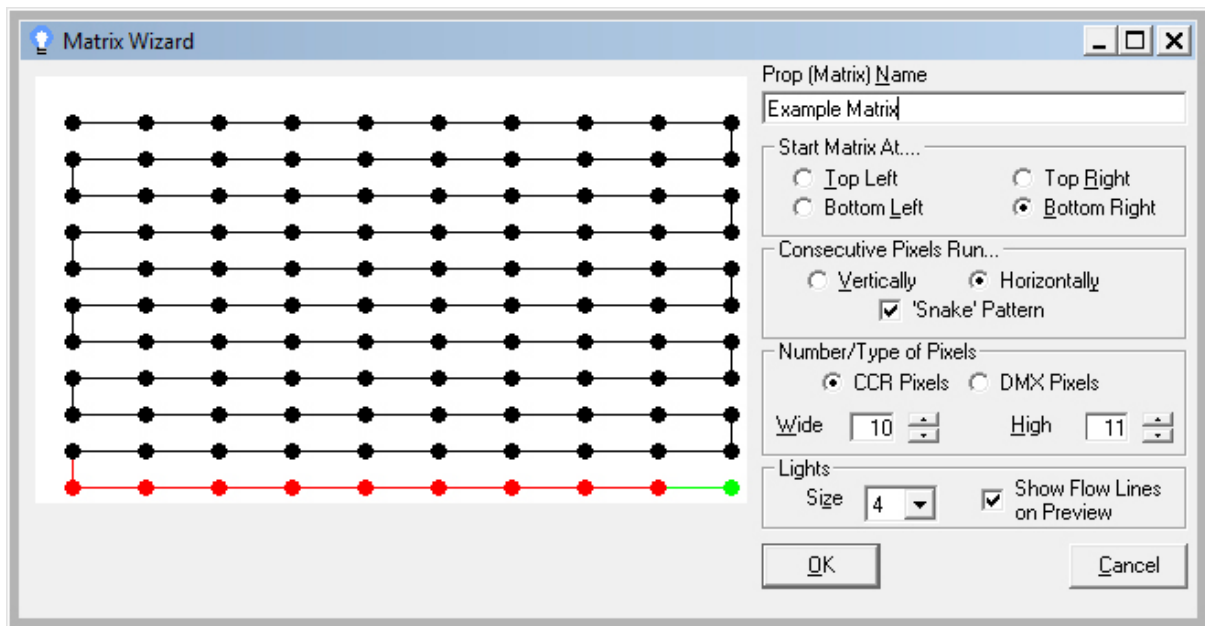 Matrix Wizard
Prop (Matrix) Name
Example Matrix
Start Matrix At....
Top Left
Top Right
Bottom Left
Bottom Right
Consecutive Pixels Run...
Vertically
Horizontally
'Snake' Pattern
Number/Type of Pixels
CCR Pixels
DMX Pixels
Wide
10
High
11
Lights
Size
4
Show Flow Lines
on Preview
OK
Cancel